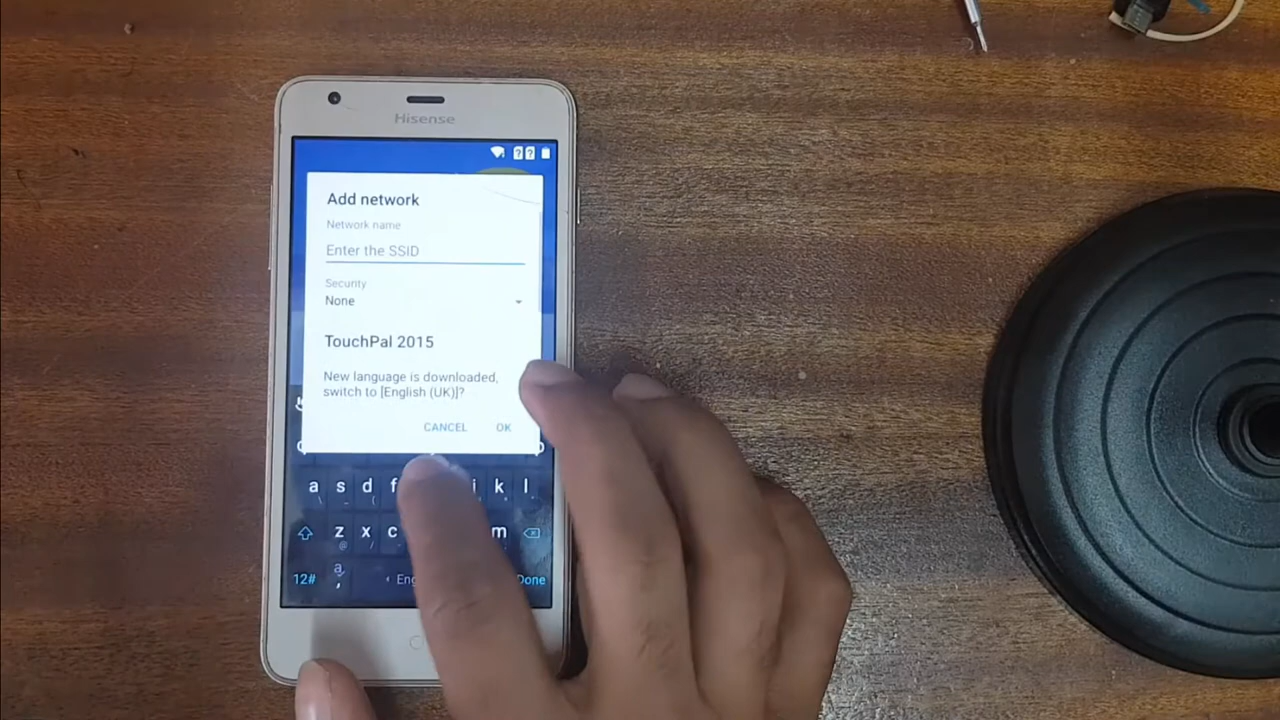 Hisense
Add network
Network name
Enter the SSID
Security
None
TouchPal 2015
New language is downloaded,
switch to [English (UK)]?
CANCEL OK
a s d f j k l
z x c m
12# , Eng Done